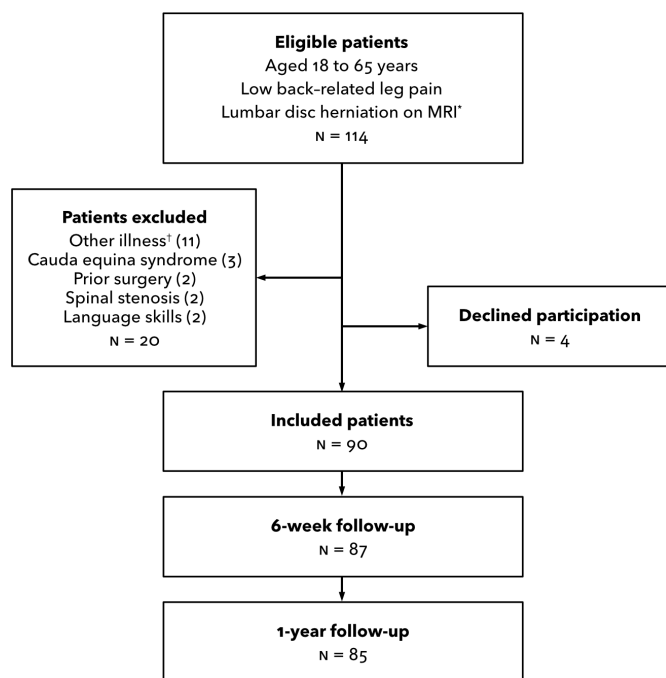 Eligible patients
Aged 18 to 65 years
Low back–related leg pain
Lumbar disc herniation on MRI*
N = 114
Patients excluded
Other illness† (11)
Cauda equina syndrome (3)
Prior surgery (2)
Spinal stenosis (2)
Language skills (2)
N = 20
Declined participation
N = 4
Included patients
N = 90
6-week follow-up
N = 87
1-year follow-up
N = 85